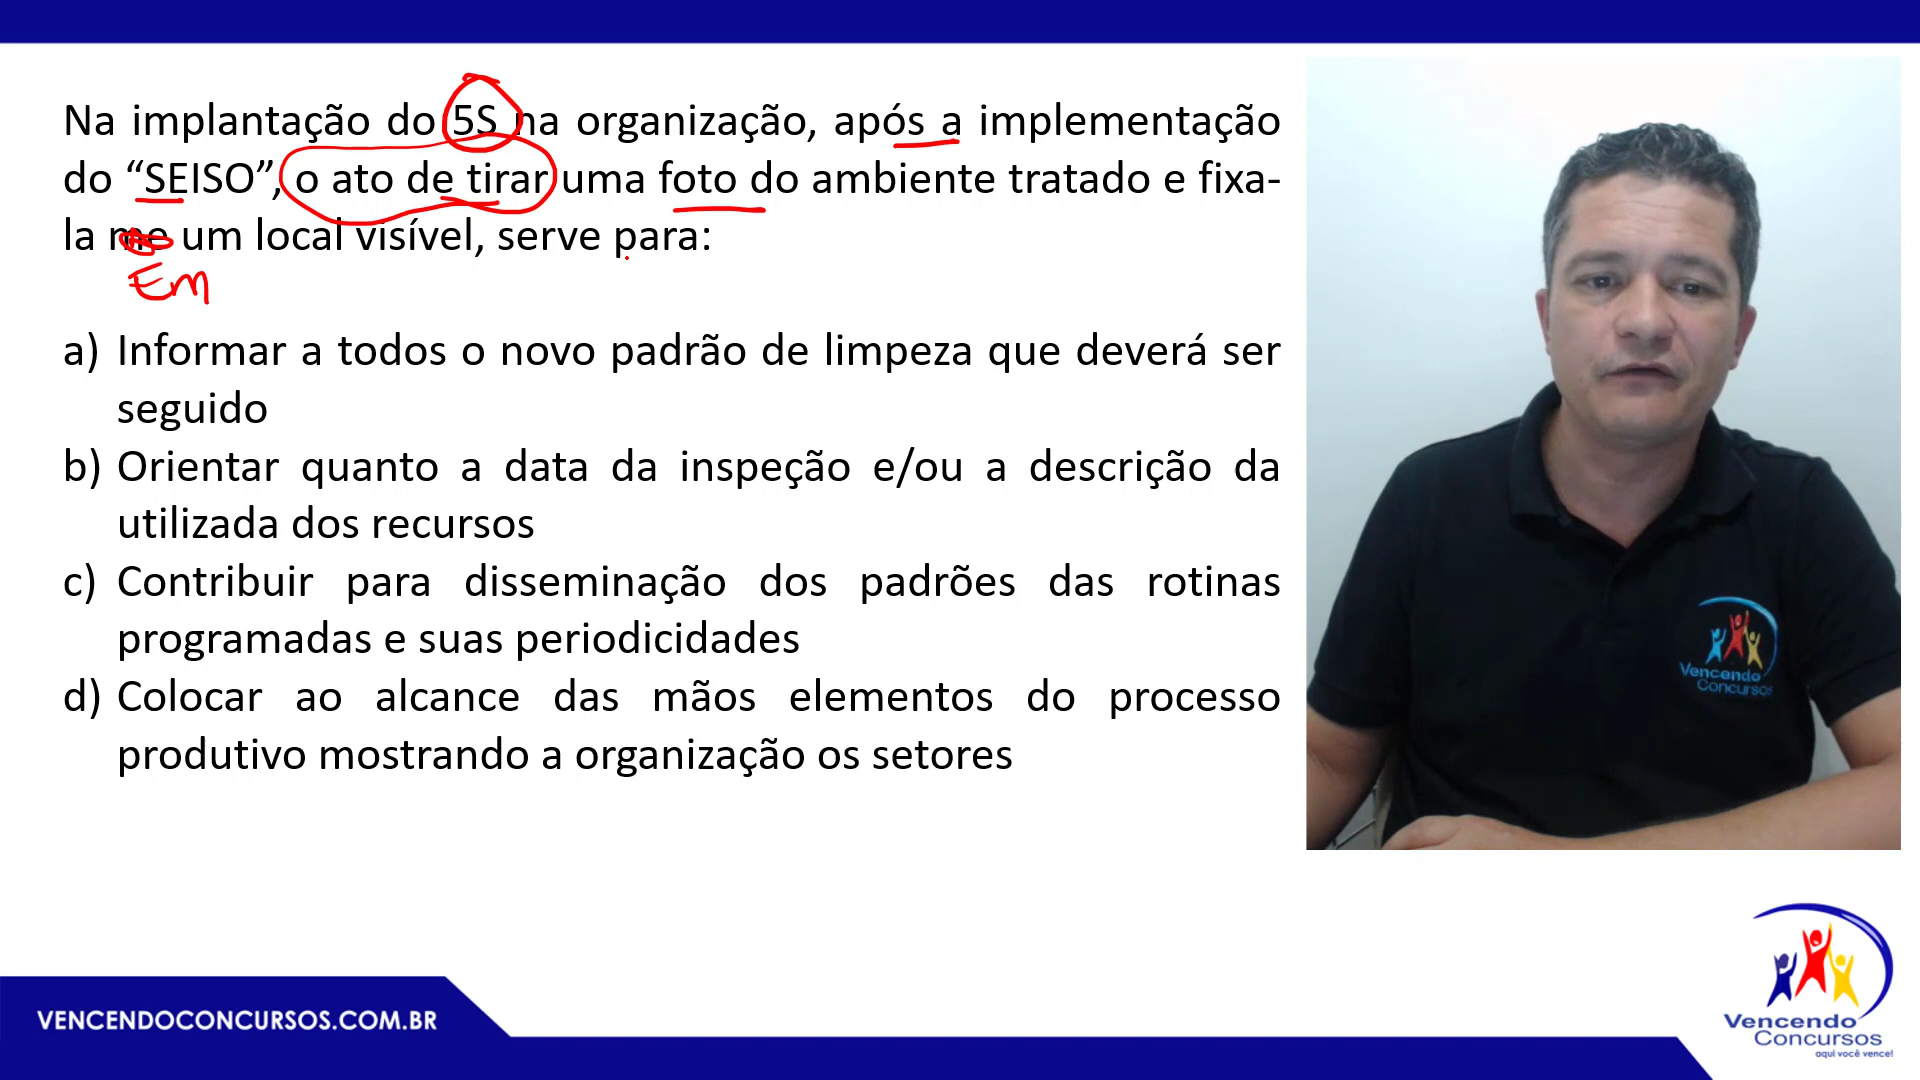 Na implantação do 5S na organização, após a implementação
do “SEISO”, o ato de tirar uma foto do ambiente tratado e fixa-
la me um local visível, serve para:
Em
a) Informar a todos o novo padrão de limpeza que deverá ser
seguido
b) Orientar quanto a data da inspeção e/ou a descrição da
utilizada dos recursos
c) Contribuir para disseminação dos padrões das rotinas
programadas e suas periodicidades
d) Colocar ao alcance das mãos elementos do processo
produtivo mostrando a organização os setores
Vencendo
Concursos
VENCENDOCONCURSOS.COM.BR
Vencendo
Concursos
aqui você vence!